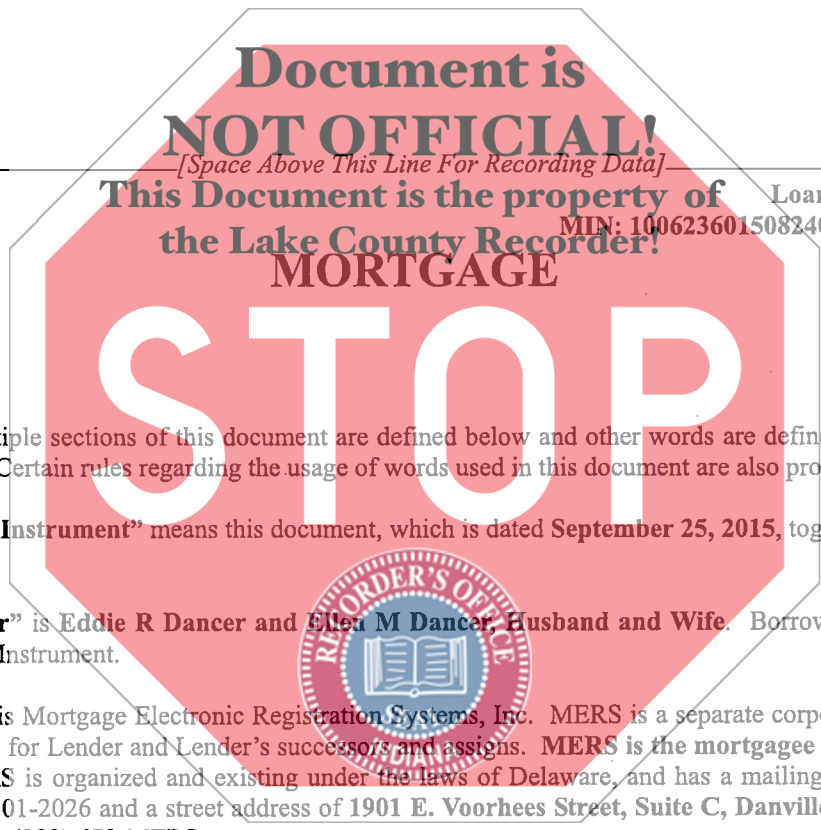 Document is
NOT OFFICIAL!
[Space Above This Line For Recording Data]
This Document is the property of
Loan
MIN: 10062360150824
the Lake County Recorder!
MORTGAGE
STOP
iple sections of this document are defined below and other words are defin
Certain rules regarding the usage of words used in this document are also pro
Instrument” means this document, which is dated September 25, 2015, tog
r” is Eddie R Dancer and Ellen M Dancer, Husband and Wife. Borrow
Instrument.
RECORDER'S OFFICE
is Mortgage Electronic Registration Systems, Inc. MERS is a separate corp
for Lender and Lender’s successors and assigns. MERS is the mortgagee
INDIANA
S is organized and existing under the laws of Delaware, and has a mailing
01-2026 and a street address of 1901 E. Voorhees Street, Suite C, Danville